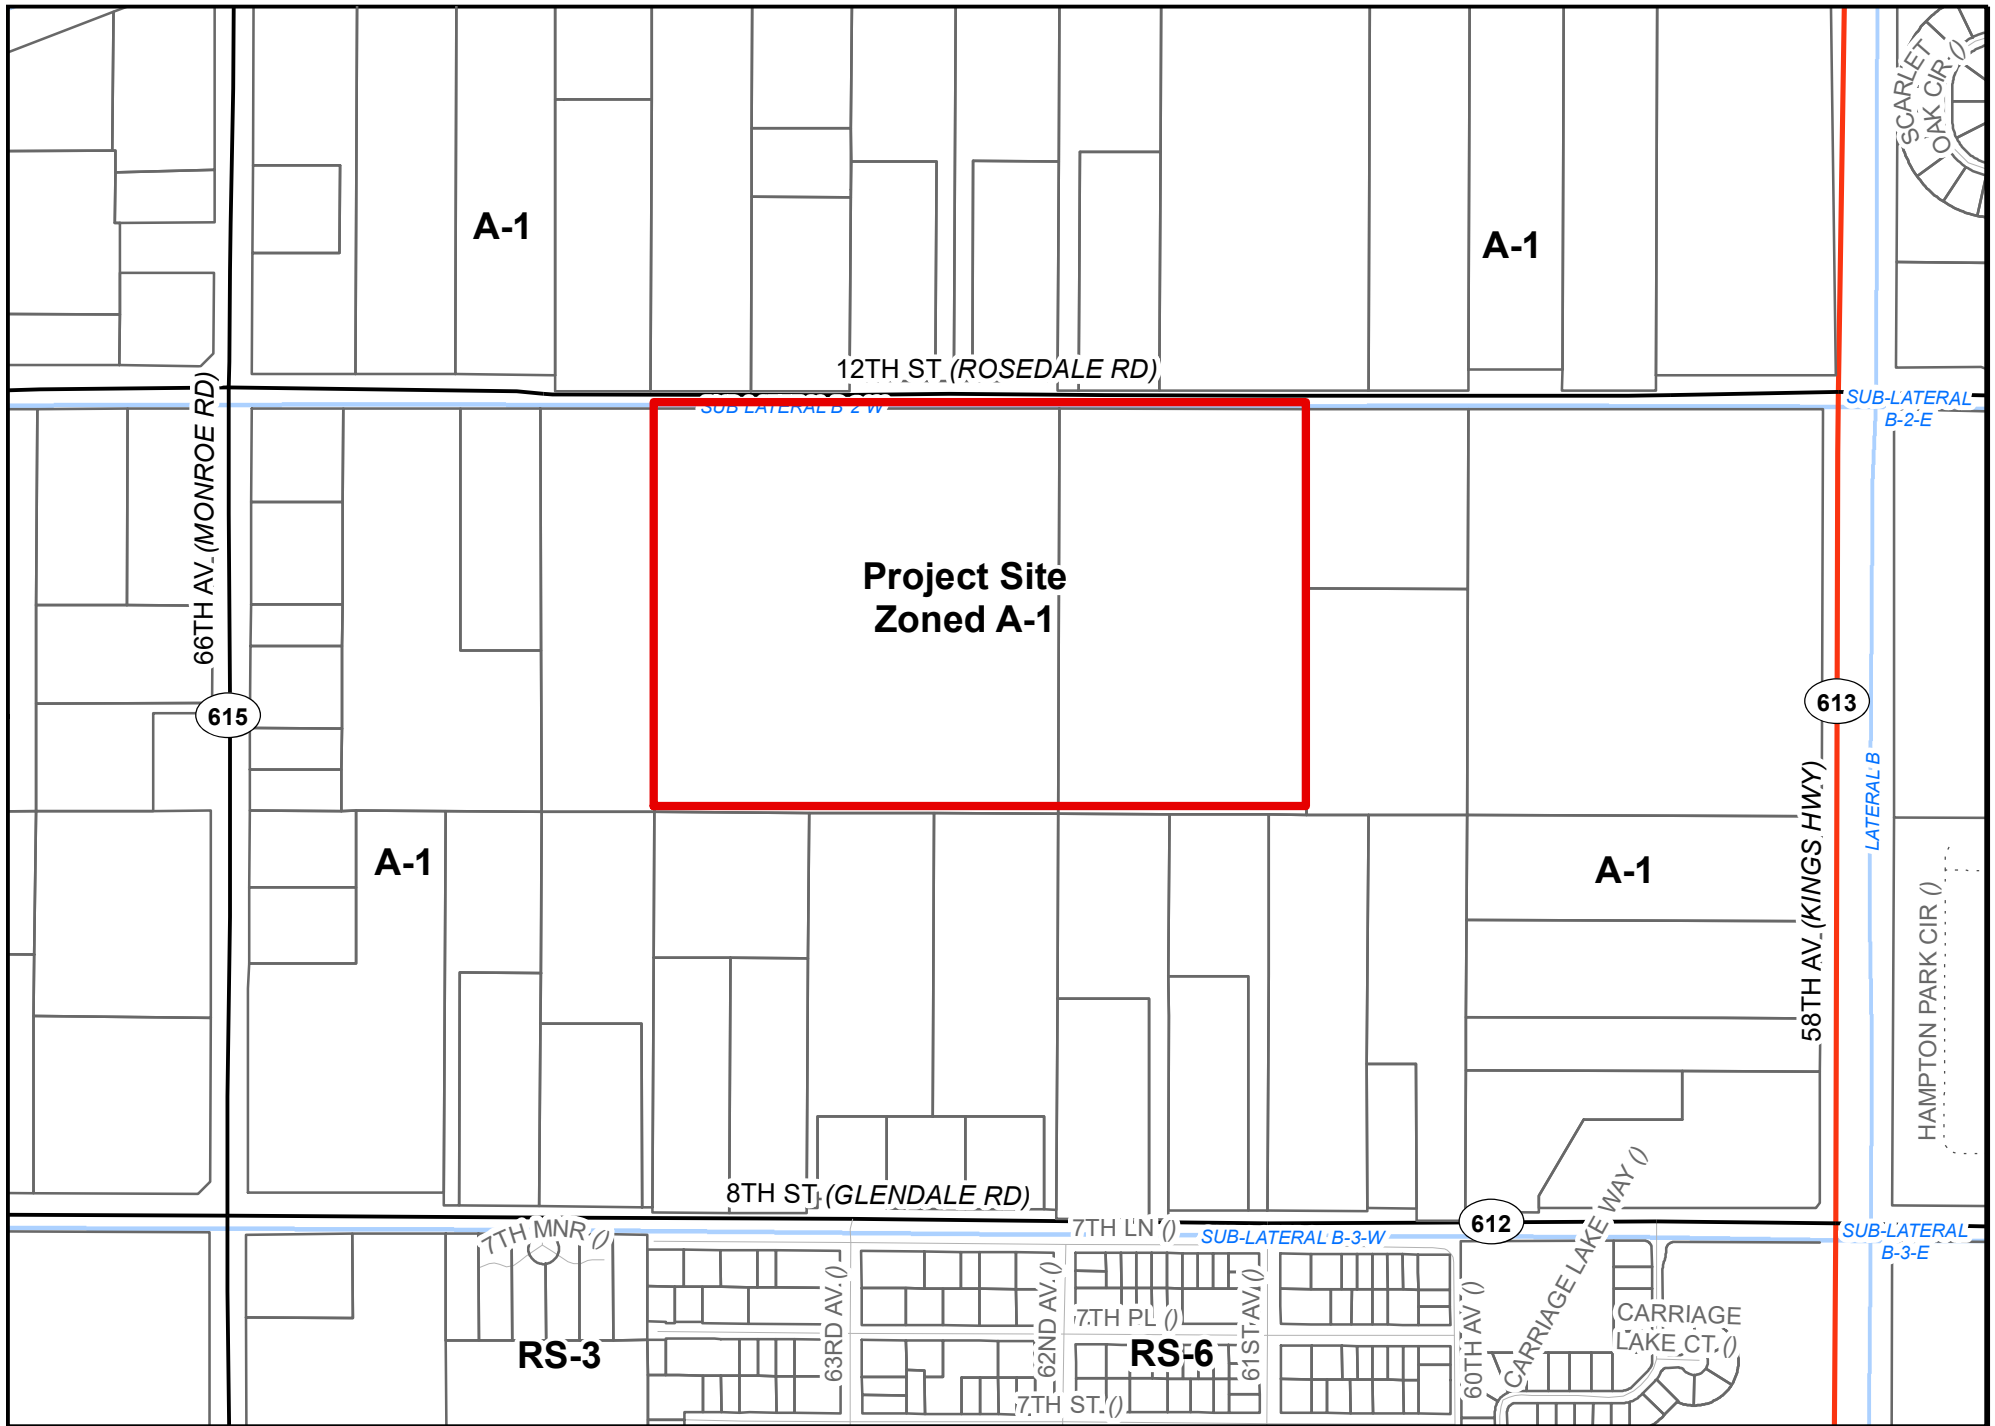 SCARLET
OAK CIR ()
A-1
A-1
12TH ST (ROSEDALE RD)
SUB-LATERAL B-2-W
SUB-LATERAL
B-2-E
66TH AV (MONROE RD)
Project Site
Zoned A-1
615
613
LATERAL B
58TH AV (KINGS HWY)
A-1
A-1
HAMPTON PARK CIR ()
8TH ST (GLENDALE RD)
7TH MNR ()
7TH LN ()
SUB-LATERAL B-3-W
612
CARRIAGE LAKE WAY ()
SUB-LATERAL
B-3-E
63RD AV ()
62ND AV ()
7TH PL ()
61ST AV ()
60TH AV ()
CARRIAGE
LAKE CT ()
RS-3
RS-6
7TH ST ()